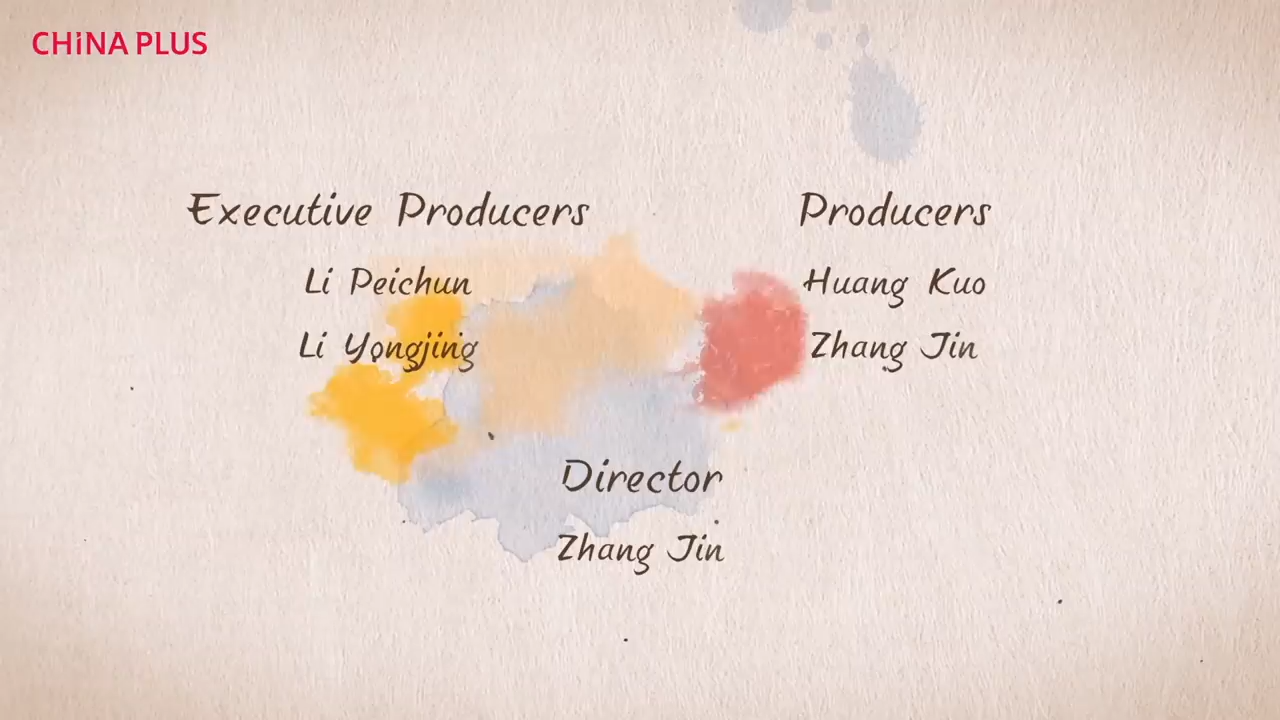 CHiNA PLUS
Executive Producers
Li Peichun
Li Yongjing
Producers
Huang Kuo
Zhang Jin
Director
Zhang Jin